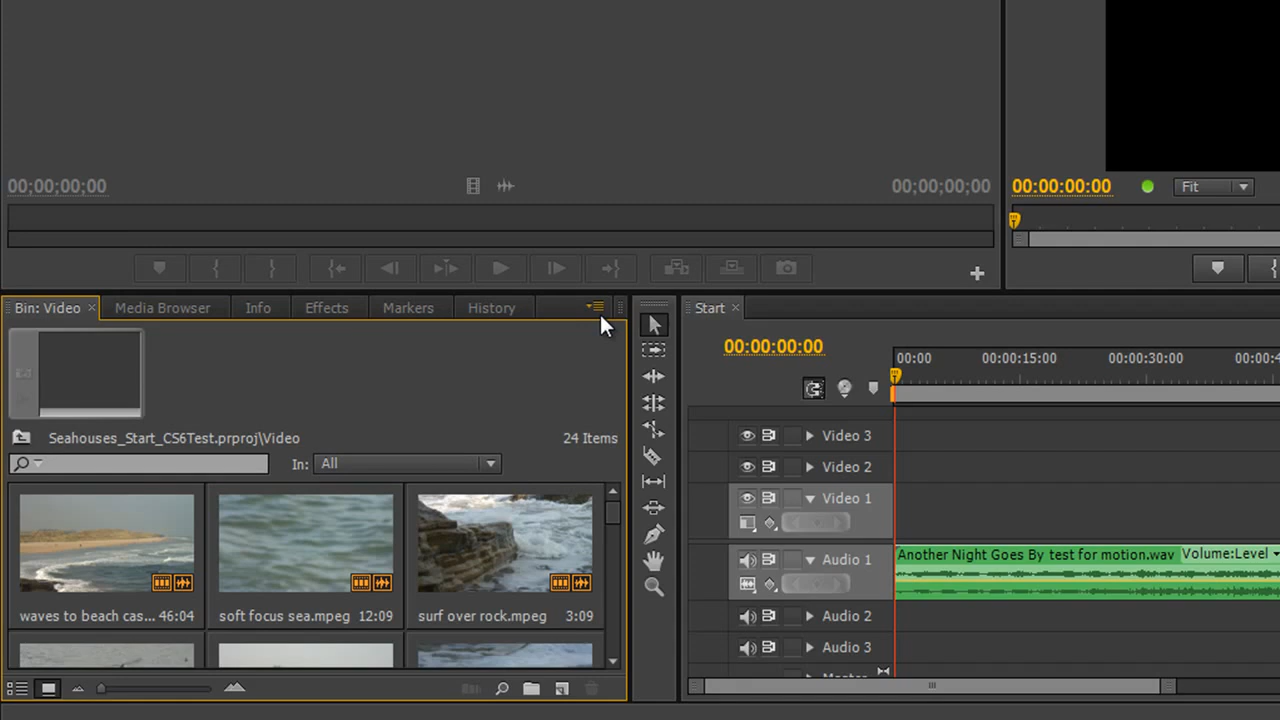 00;00;00;00
00;00;00;00
00:00:00:00
Fit
Bin: Video
Media Browser
Info
Effects
Markers
History
Seahouses_Start_CS6Test.prproj\Video
24 Items
In: All
waves to beach cas... 46:04
soft focus sea.mpeg 12:09
surf over rock.mpeg 3:09
Start
00:00:00:00
00:00 00:00:15:00 00:00:30:00 00:00:4
Video 3
Video 2
Video 1
Audio 1
Another Night Goes By test for motion.wav Volume:Level
Audio 2
Audio 3
Master